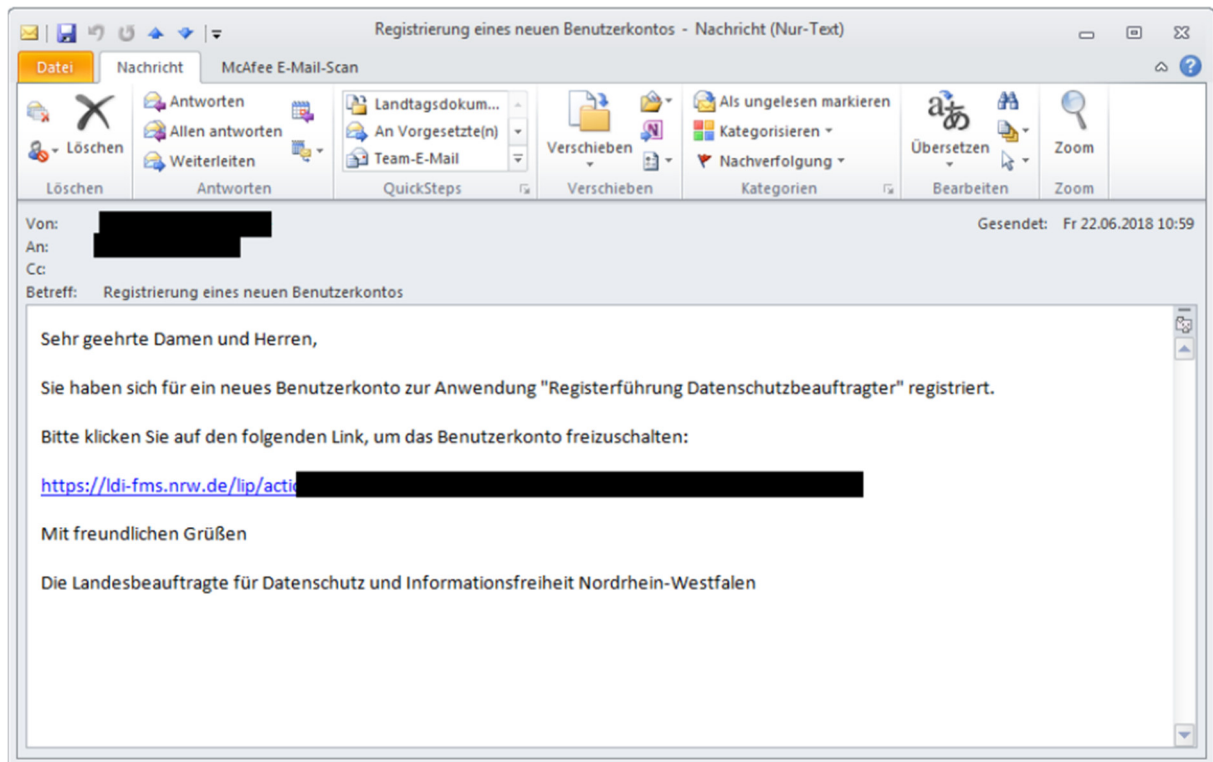 Registrierung eines neuen Benutzerkontos - Nachricht (Nur-Text)
Datei Nachricht McAfee E-Mail-Scan
Löschen
Löschen
Antworten
Allen antworten
Weiterleiten
Antworten
Landtagsdokum...
An Vorgesetzte(n)
Team-E-Mail
QuickSteps
Verschieben
Verschieben
Als ungelesen markieren
Kategorisieren
Nachverfolgung
Kategorien
Übersetzen
Bearbeiten
Zoom
Zoom
Von:
Gesendet: Fr 22.06.2018 10:59
An:
Cc:
Betreff: Registrierung eines neuen Benutzerkontos
Sehr geehrte Damen und Herren,
Sie haben sich für ein neues Benutzerkonto zur Anwendung "Registerführung Datenschutzbeauftragter" registriert.
Bitte klicken Sie auf den folgenden Link, um das Benutzerkonto freizuschalten:
https://ldi-fms.nrw.de/lip/actio
Mit freundlichen Grüßen
Die Landesbeauftragte für Datenschutz und Informationsfreiheit Nordrhein-Westfalen